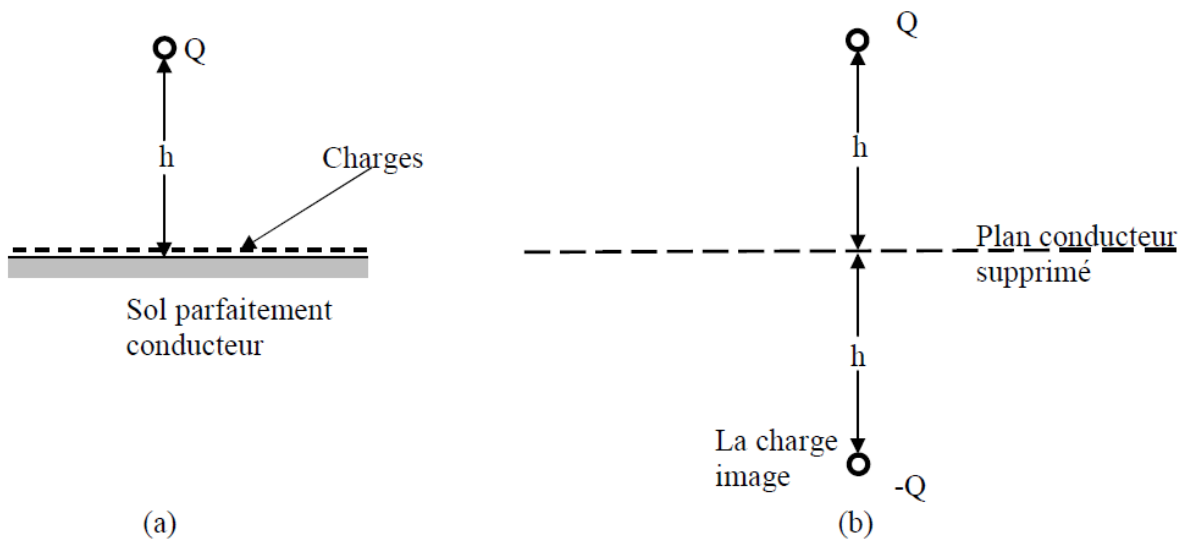 Q
h
Charges
Sol parfaitement
conducteur
(a)
Q
h
Plan conducteur
supprimé
h
La charge
image
-Q
(b)